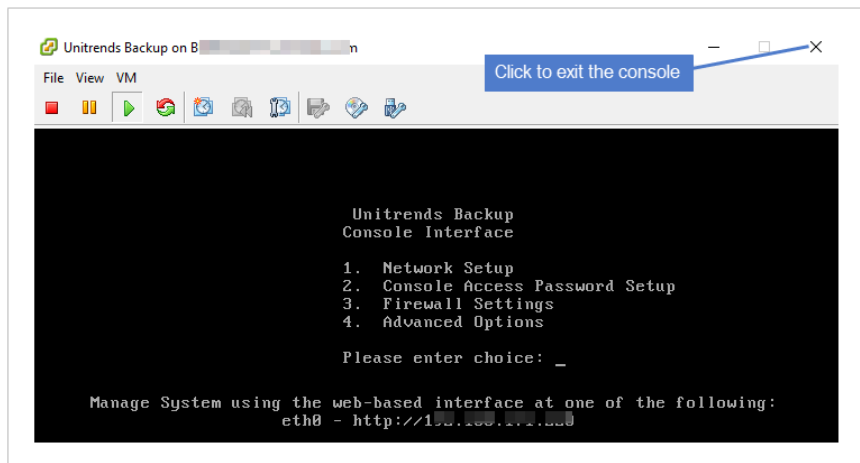 Unitrends Backup on B
Click to exit the console
File View VM
Unitrends Backup
Console Interface
1. Network Setup
2. Console Access Password Setup
3. Firewall Settings
4. Advanced Options
Please enter choice: _
Manage System using the web-based interface at one of the following:
eth0 - http://1